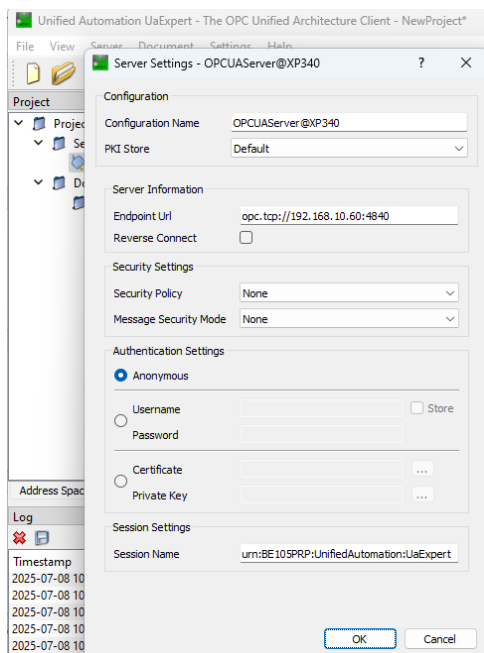 Unified Automation UaExpert - The OPC Unified Architecture Client - NewProject*
File View Server Document Settings Help
Server Settings - OPCUAServer@XP340 ? ×
Project
Configuration
Configuration Name OPCUAServer@XP340
PKI Store Default
Server Information
Endpoint Url opc.tcp://192.168.10.60:4840
Reverse Connect
Security Settings
Security Policy None
Message Security Mode None
Authentication Settings
Anonymous
Username Store
Password
Certificate ...
Private Key ...
Address Spac
Session Settings
Log
Session Name urn:BE105PRP:UnifiedAutomation:UaExpert
Timestamp
2025-07-08 10
2025-07-08 10
2025-07-08 10
2025-07-08 10
2025-07-08 10
OK Cancel